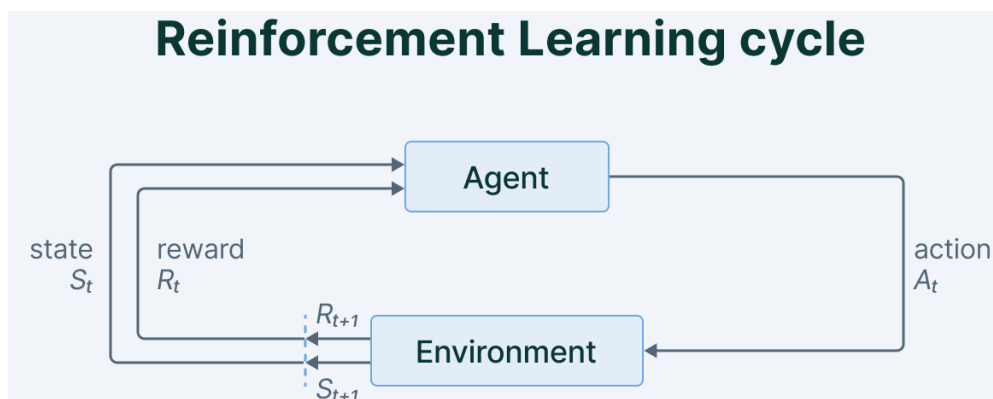 Reinforcement Learning cycle
Agent
state
Sₜ
reward
Rₜ
action
Aₜ
Rₜ₊₁
Environment
Sₜ₊₁